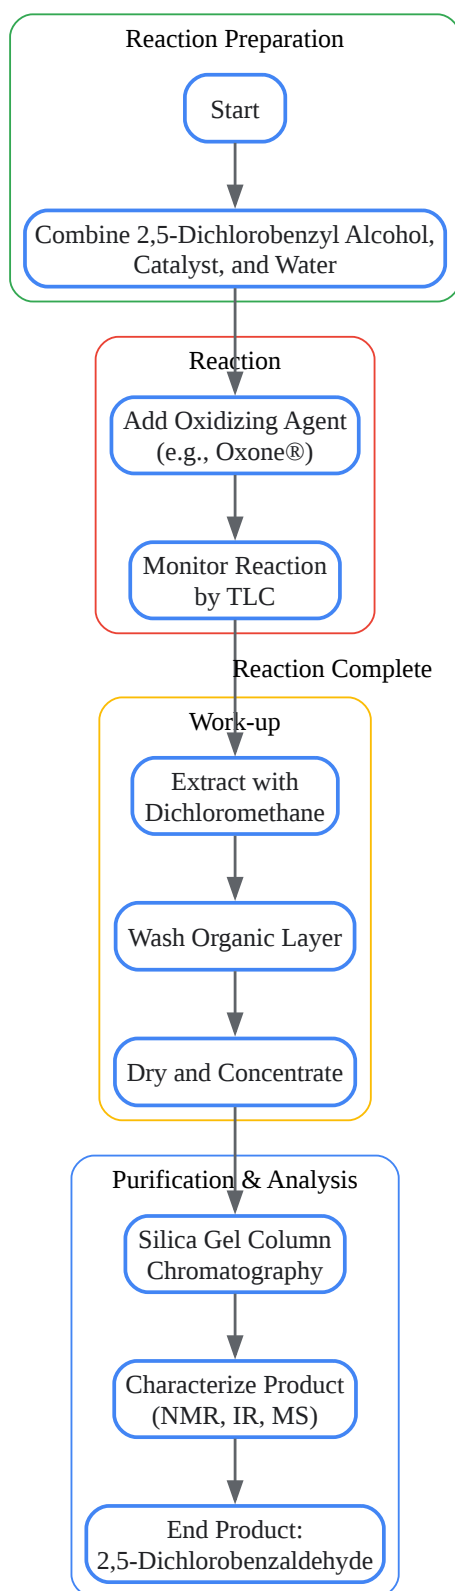 Reaction Preparation
Start
Combine 2,5-Dichlorobenzyl Alcohol,
Catalyst, and Water
Reaction
Add Oxidizing Agent
(e.g., Oxone®)
Monitor Reaction
by TLC
Reaction Complete
Work-up
Extract with
Dichloromethane
Wash Organic Layer
Dry and Concentrate
Purification & Analysis
Silica Gel Column
Chromatography
Characterize Product
(NMR, IR, MS)
End Product:
2,5-Dichlorobenzaldehyde